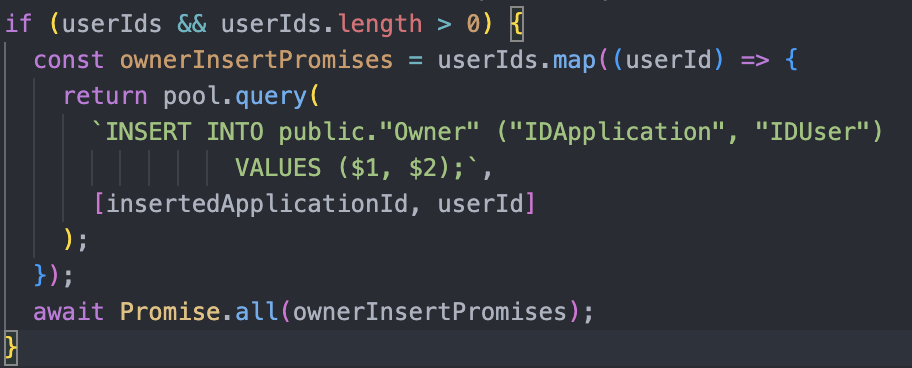 if (userIds && userIds.length > 0) {
const ownerInsertPromises = userIds.map((userId) => {
return pool.query(
`INSERT INTO public."Owner" ("IDApplication", "IDUser")
VALUES ($1, $2);`,
[insertedApplicationId, userId]
);
});
await Promise.all(ownerInsertPromises);
}